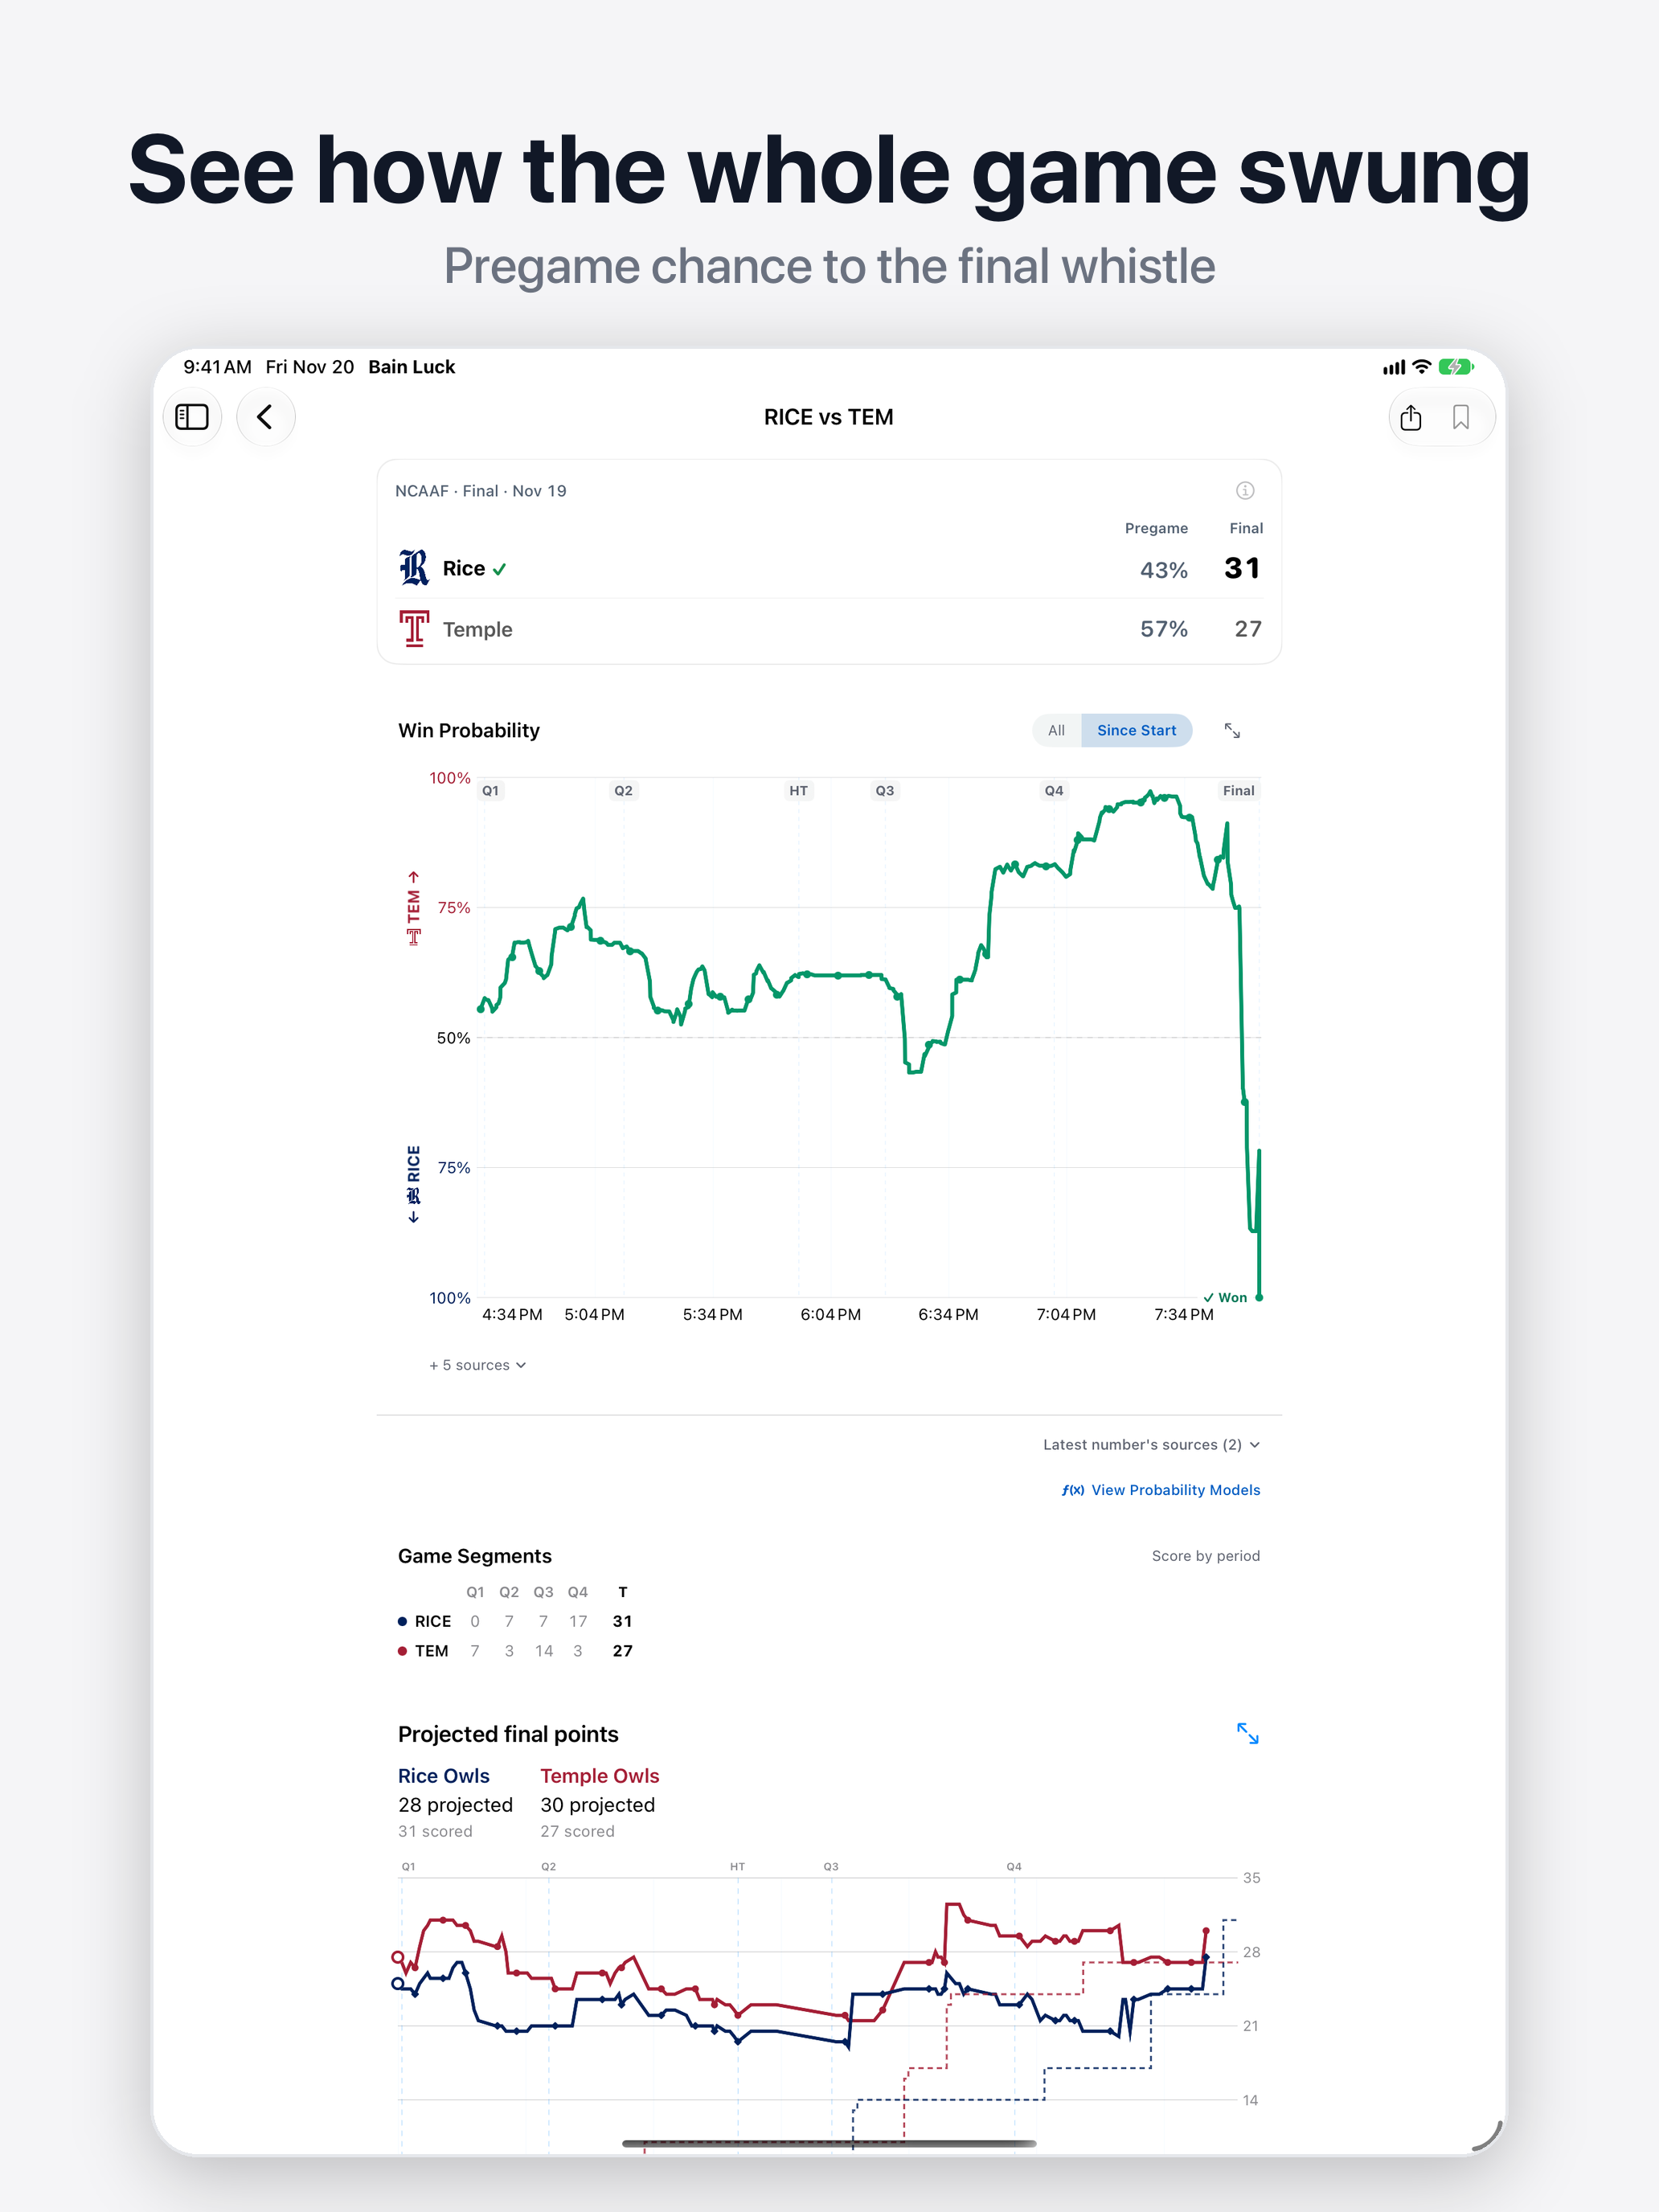 See how the whole game swung
Pregame chance to the final whistle
9:41 AM Fri Nov 20 Bain Luck
RICE vs TEM
NCAAF · Final · Nov 19
Pregame Final
Rice 43% 31
Temple 57% 27
Win Probability All Since Start
100%
Q1 Q2 HT Q3 Q4 Final
TEM →
75%
50%
← RICE
75%
100% ✓ Won
4:34 PM 5:04 PM 5:34 PM 6:04 PM 6:34 PM 7:04 PM 7:34 PM
+ 5 sources
Latest number's sources (2)
f(x) View Probability Models
Game Segments Score by period
Q1 Q2 Q3 Q4 T
RICE 0 7 7 17 31
TEM 7 3 14 3 27
Projected final points
Rice Owls Temple Owls
28 projected 30 projected
31 scored 27 scored
Q1 Q2 HT Q3 Q4
35
28
21
14